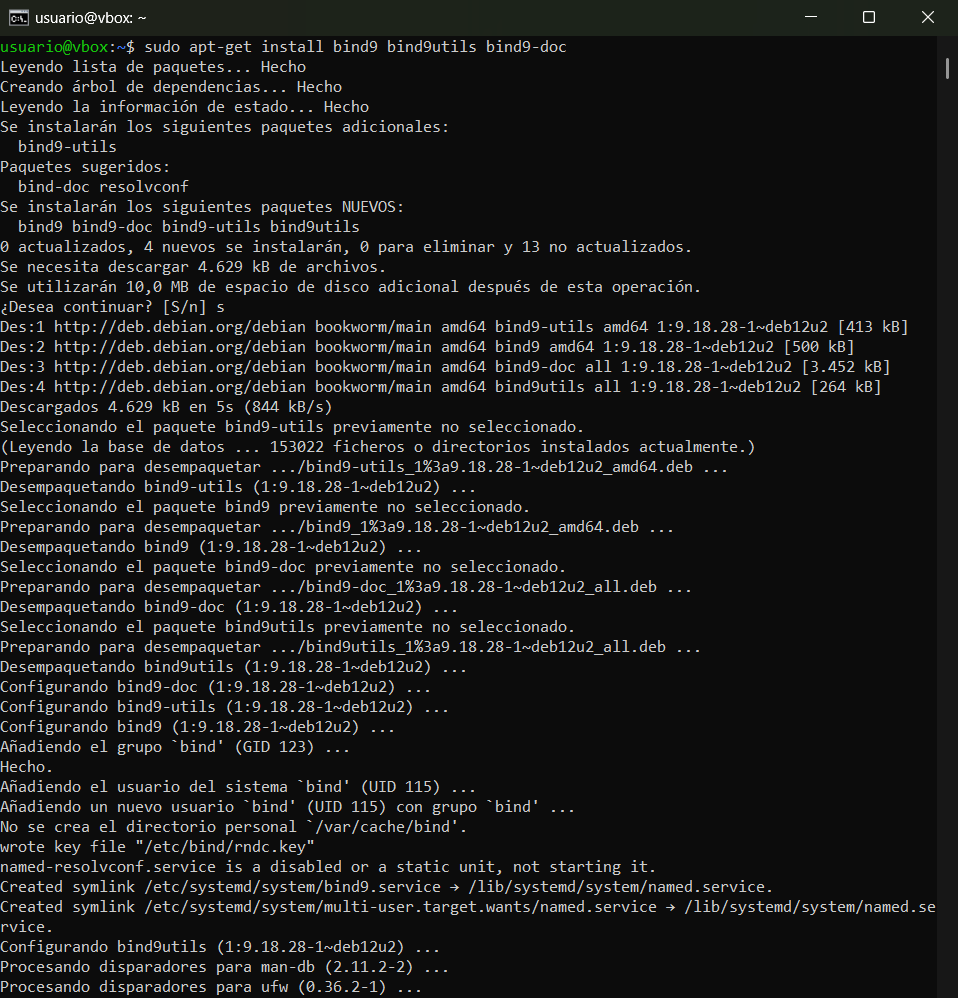 usuario@vbox: ~
usuario@vbox:~$ sudo apt-get install bind9 bind9utils bind9-doc
Leyendo lista de paquetes... Hecho
Creando árbol de dependencias... Hecho
Leyendo la información de estado... Hecho
Se instalarán los siguientes paquetes adicionales:
  bind9-utils
Paquetes sugeridos:
  bind-doc resolvconf
Se instalarán los siguientes paquetes NUEVOS:
  bind9 bind9-doc bind9-utils bind9utils
0 actualizados, 4 nuevos se instalarán, 0 para eliminar y 13 no actualizados.
Se necesita descargar 4.629 kB de archivos.
Se utilizarán 10,0 MB de espacio de disco adicional después de esta operación.
¿Desea continuar? [S/n] s
Des:1 http://deb.debian.org/debian bookworm/main amd64 bind9-utils amd64 1:9.18.28-1~deb12u2 [413 kB]
Des:2 http://deb.debian.org/debian bookworm/main amd64 bind9 amd64 1:9.18.28-1~deb12u2 [500 kB]
Des:3 http://deb.debian.org/debian bookworm/main amd64 bind9-doc all 1:9.18.28-1~deb12u2 [3.452 kB]
Des:4 http://deb.debian.org/debian bookworm/main amd64 bind9utils all 1:9.18.28-1~deb12u2 [264 kB]
Descargados 4.629 kB en 5s (844 kB/s)
Seleccionando el paquete bind9-utils previamente no seleccionado.
(Leyendo la base de datos ... 153022 ficheros o directorios instalados actualmente.)
Preparando para desempaquetar .../bind9-utils_1%3a9.18.28-1~deb12u2_amd64.deb ...
Desempaquetando bind9-utils (1:9.18.28-1~deb12u2) ...
Seleccionando el paquete bind9 previamente no seleccionado.
Preparando para desempaquetar .../bind9_1%3a9.18.28-1~deb12u2_amd64.deb ...
Desempaquetando bind9 (1:9.18.28-1~deb12u2) ...
Seleccionando el paquete bind9-doc previamente no seleccionado.
Preparando para desempaquetar .../bind9-doc_1%3a9.18.28-1~deb12u2_all.deb ...
Desempaquetando bind9-doc (1:9.18.28-1~deb12u2) ...
Seleccionando el paquete bind9utils previamente no seleccionado.
Preparando para desempaquetar .../bind9utils_1%3a9.18.28-1~deb12u2_all.deb ...
Desempaquetando bind9utils (1:9.18.28-1~deb12u2) ...
Configurando bind9-doc (1:9.18.28-1~deb12u2) ...
Configurando bind9-utils (1:9.18.28-1~deb12u2) ...
Configurando bind9 (1:9.18.28-1~deb12u2) ...
Añadiendo el grupo `bind' (GID 123) ...
Hecho.
Añadiendo el usuario del sistema `bind' (UID 115) ...
Añadiendo un nuevo usuario `bind' (UID 115) con grupo `bind' ...
No se crea el directorio personal `/var/cache/bind'.
wrote key file "/etc/bind/rndc.key"
named-resolvconf.service is a disabled or a static unit, not starting it.
Created symlink /etc/systemd/system/bind9.service → /lib/systemd/system/named.service.
Created symlink /etc/systemd/system/multi-user.target.wants/named.service → /lib/systemd/system/named.se
rvice.
Configurando bind9utils (1:9.18.28-1~deb12u2) ...
Procesando disparadores para man-db (2.11.2-2) ...
Procesando disparadores para ufw (0.36.2-1) ...